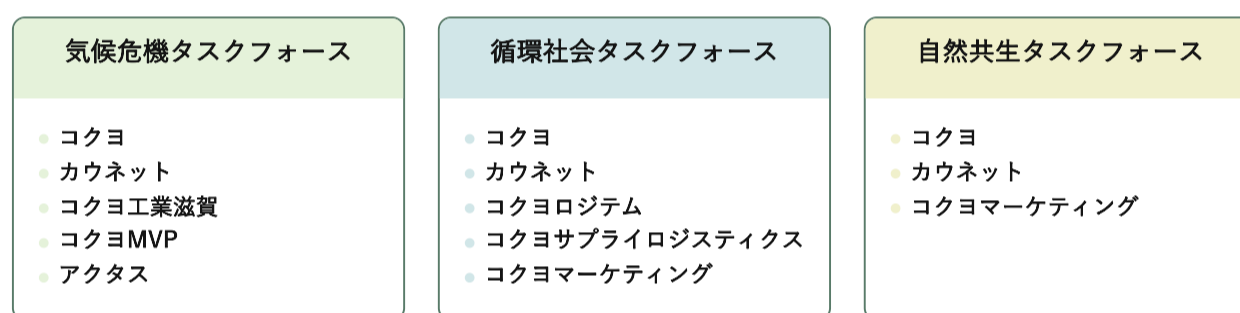 気候危機タスクフォース
コクヨ
カウネット
コクヨ工業滋賀
コクヨMVP
アクタス
循環社会タスクフォース
コクヨ
カウネット
コクヨロジテム
コクヨサプライロジスティクス
コクヨマーケティング
自然共生タスクフォース
コクヨ
カウネット
コクヨマーケティング